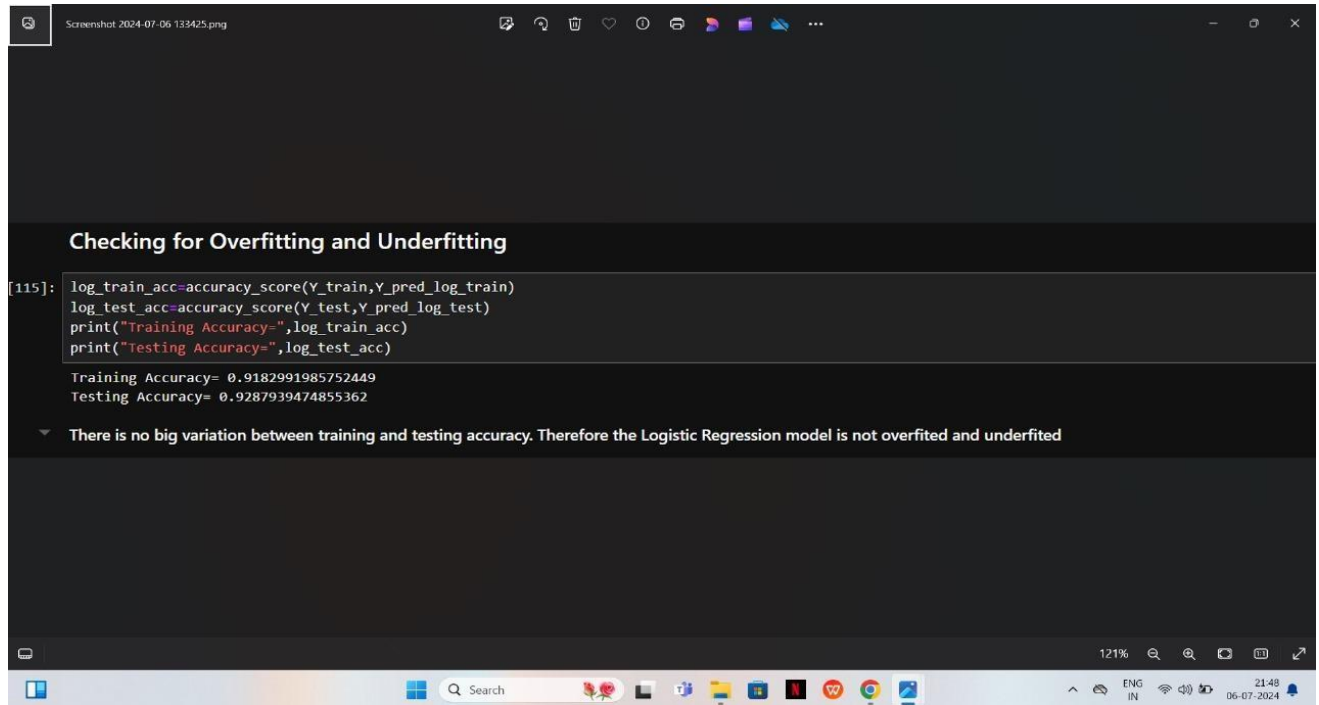 Screenshot 2024-07-06 133425.png
Checking for Overfitting and Underfitting
[115]:
log_train_acc=accuracy_score(Y_train,Y_pred_log_train)
log_test_acc=accuracy_score(Y_test,Y_pred_log_test)
print("Training Accuracy=",log_train_acc)
print("Testing Accuracy=",log_test_acc)
Training Accuracy= 0.9182991985752449
Testing Accuracy= 0.9287939474855362
There is no big variation between training and testing accuracy. Therefore the Logistic Regression model is not overfited and underfited
121%
Search
ENG
IN
21:48
06-07-2024